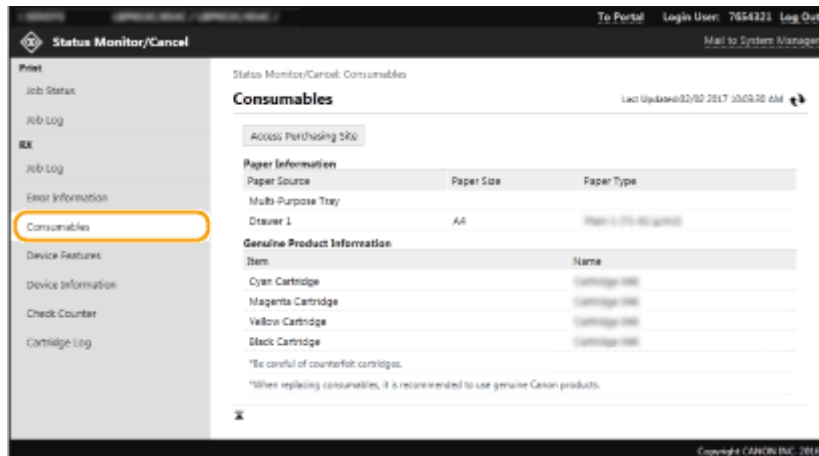 To Portal Login User: 7654321 Log Out
Status Monitor/Cancel Mail to System Manager
Print
Job Status
Job Log
RX
Job Log
Error Information
Consumables
Device Features
Device Information
Check Counter
Cartridge Log
Status Monitor/Cancel: Consumables
Consumables Last Updated:02/02 2017 10:03:30 AM
Access Purchasing Site
Paper Information
Paper Source Paper Size Paper Type
Multi-Purpose Tray
Drawer 1 A4
Genuine Product Information
Item Name
Cyan Cartridge
Magenta Cartridge
Yellow Cartridge
Black Cartridge
*Be careful of counterfeit cartridges.
*When replacing consumables, it is recommended to use genuine Canon products.
Copyright CANON INC. 2016